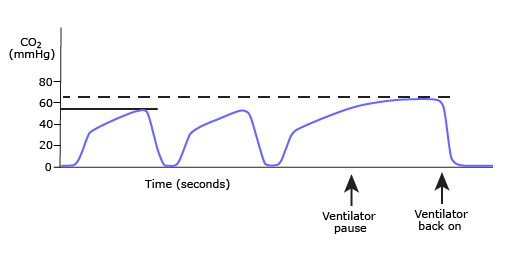 CO2
(mmHg)
80
60
40
20
0
Time (seconds)
Ventilator
pause
Ventilator
back on